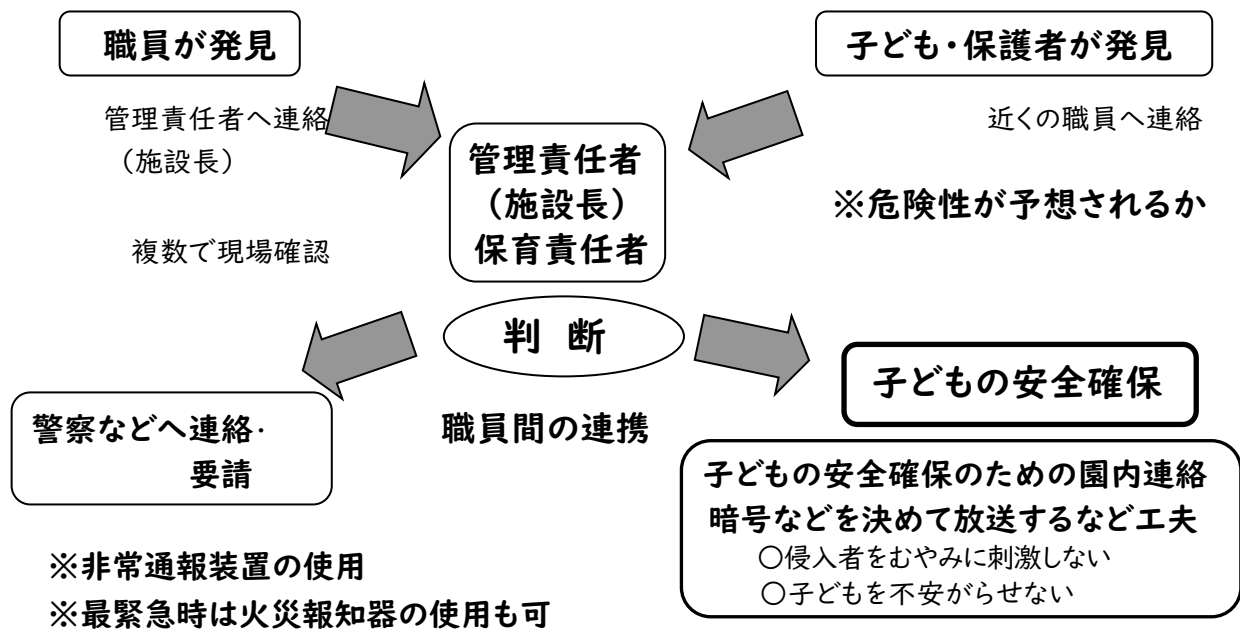 職員が発見
子ども・保護者が発見
管理責任者へ連絡
(施設長)
近くの職員へ連絡
管理責任者
(施設長)
保育責任者
※危険性が予想されるか
複数で現場確認
判 断
子どもの安全確保
警察などへ連絡・
要請
職員間の連携
子どもの安全確保のための園内連絡
暗号などを決めて放送するなど工夫
○侵入者をむやみに刺激しない
○子どもを不安がらせない
※非常通報装置の使用
※最緊急時は火災報知器の使用も可